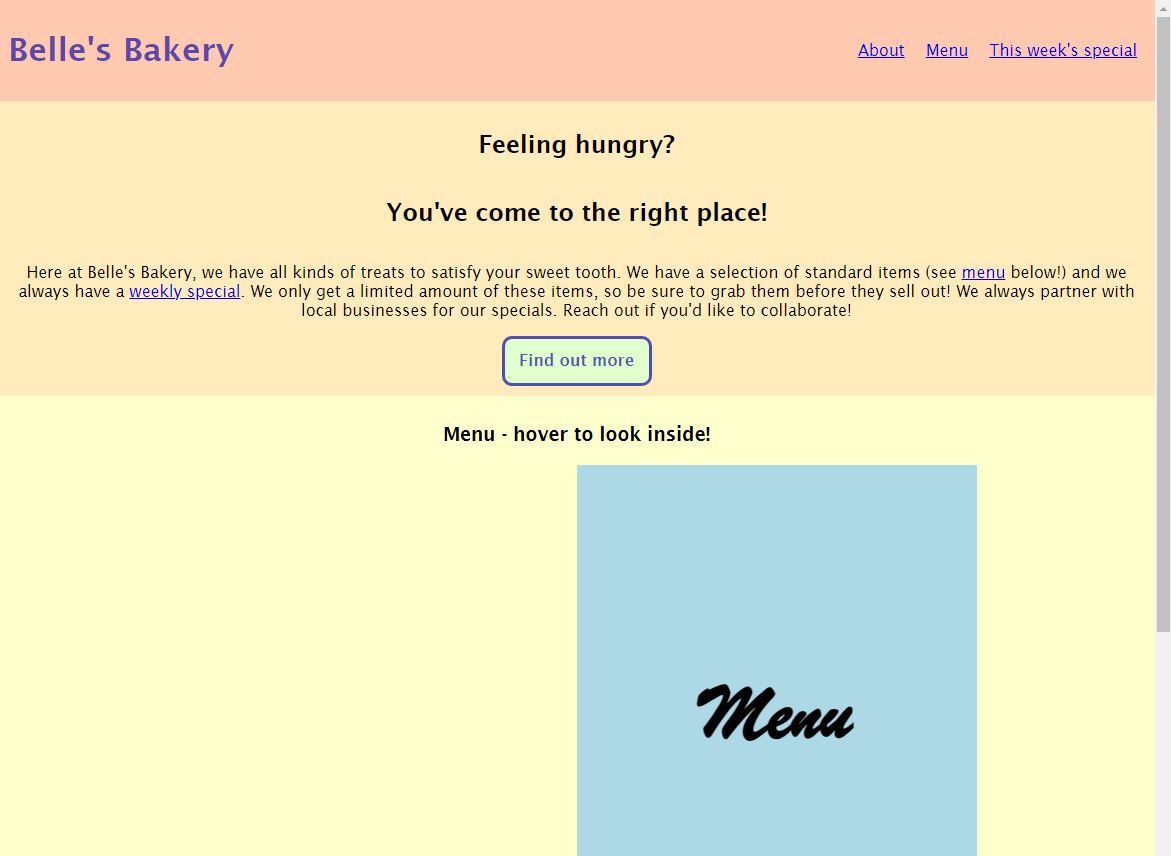 Belle's Bakery
About Menu This week's special
Feeling hungry?
You've come to the right place!
Here at Belle's Bakery, we have all kinds of treats to satisfy your sweet tooth. We have a selection of standard items (see menu below!) and we
always have a weekly special. We only get a limited amount of these items, so be sure to grab them before they sell out! We always partner with
local businesses for our specials. Reach out if you'd like to collaborate!
Find out more
Menu - hover to look inside!
Menu